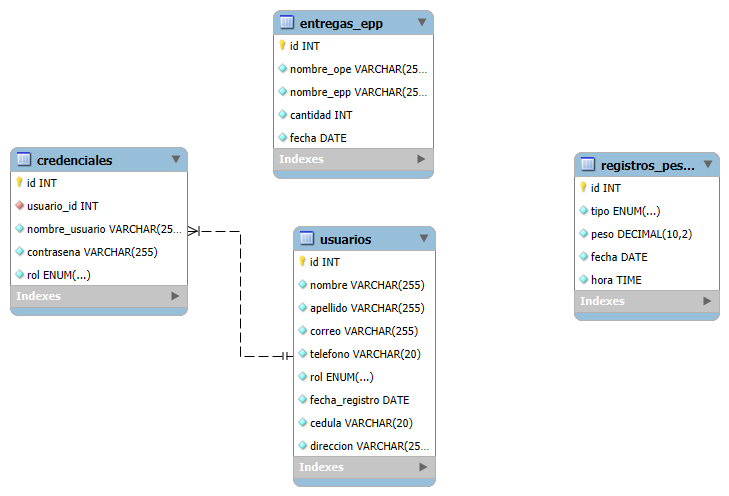 entregas_epp
id INT
nombre_ope VARCHAR(25...
nombre_epp VARCHAR(25...
cantidad INT
fecha DATE
Indexes
credenciales
id INT
usuario_id INT
nombre_usuario VARCHAR(25...
contrasena VARCHAR(255)
rol ENUM(...)
Indexes
usuarios
id INT
nombre VARCHAR(255)
apellido VARCHAR(255)
correo VARCHAR(255)
telefono VARCHAR(20)
rol ENUM(...)
fecha_registro DATE
cedula VARCHAR(20)
direccion VARCHAR(25...
Indexes
registros_pes...
id INT
tipo ENUM(...)
peso DECIMAL(10,2)
fecha DATE
hora TIME
Indexes